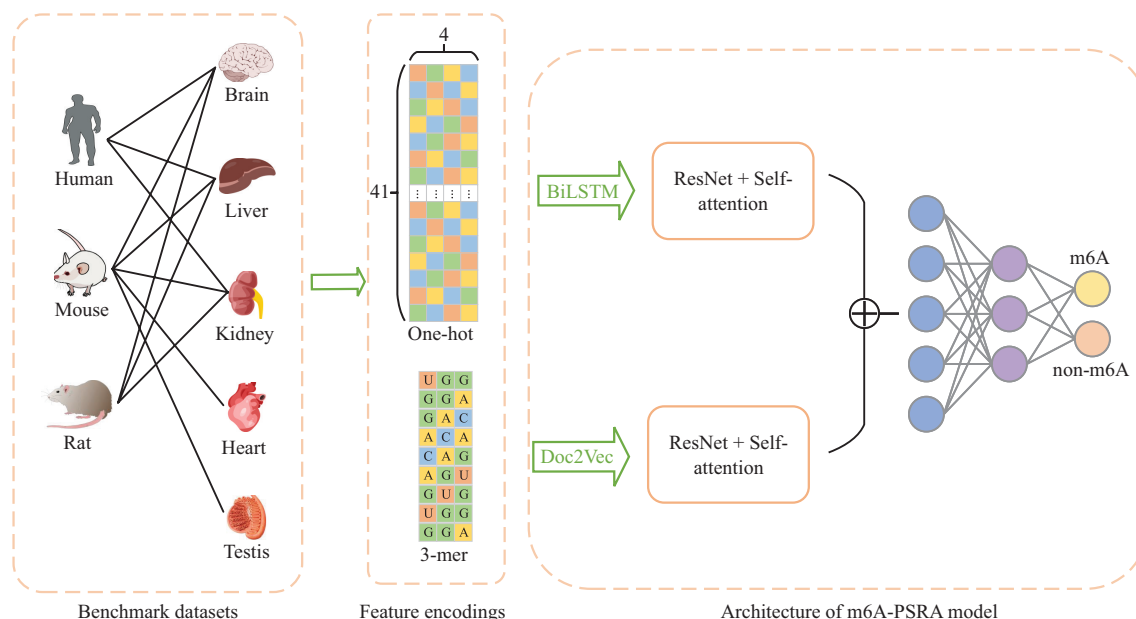 Human
Mouse
Rat
Brain
Liver
Kidney
Heart
Testis
Benchmark datasets
4
41
⋮ ⋮ ⋮ ⋮
One-hot
U G G
G G A
G A C
A C A
C A G
A G U
G U G
U G G
G G A
3-mer
Feature encodings
BiLSTM
ResNet + Self-
attention
Doc2Vec
ResNet + Self-
attention
m6A
non-m6A
Architecture of m6A-PSRA model